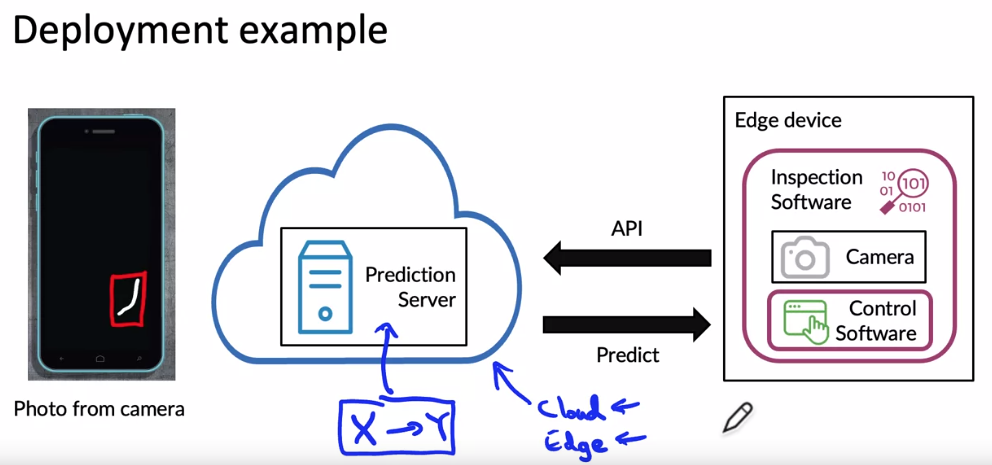 Deployment example
Photo from camera
Prediction
Server
X → Y
API
Predict
Cloud ←
Edge ←
Edge device
Inspection
Software
10
01
101
0101
Camera
Control
Software